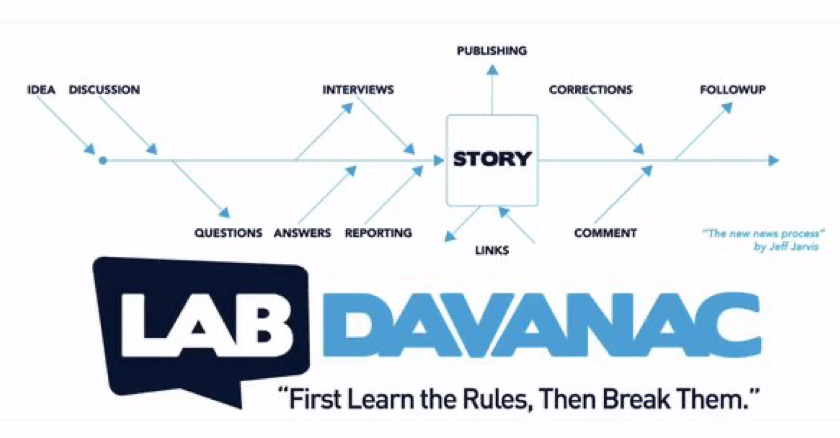 PUBLISHING
IDEA DISCUSSION INTERVIEWS CORRECTIONS FOLLOWUP
STORY
QUESTIONS ANSWERS REPORTING LINKS COMMENT
"The new news process"
by Jeff Jarvis
LAB DAVANAC
"First Learn the Rules, Then Break Them."